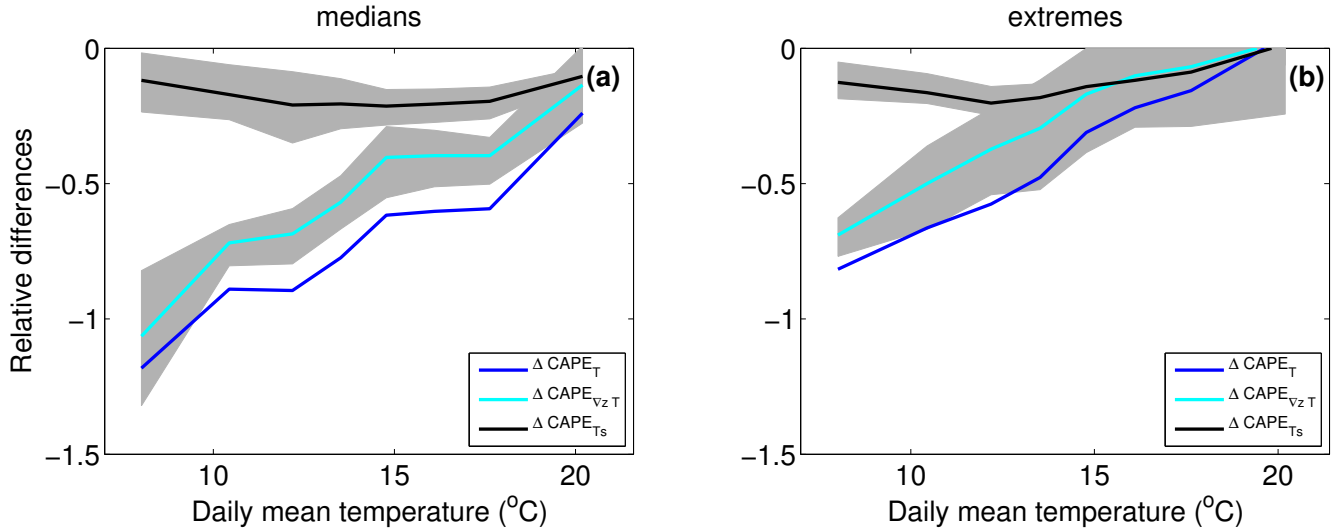 medians
extremes
0
−0.5
−1
−1.5
10
15
20
(a)
Relative differences
Daily mean temperature (°C)
Δ CAPE_T
Δ CAPE_∇z T
Δ CAPE_Ts
0
−0.5
−1
−1.5
10
15
20
(b)
Daily mean temperature (°C)
Δ CAPE_T
Δ CAPE_∇z T
Δ CAPE_Ts